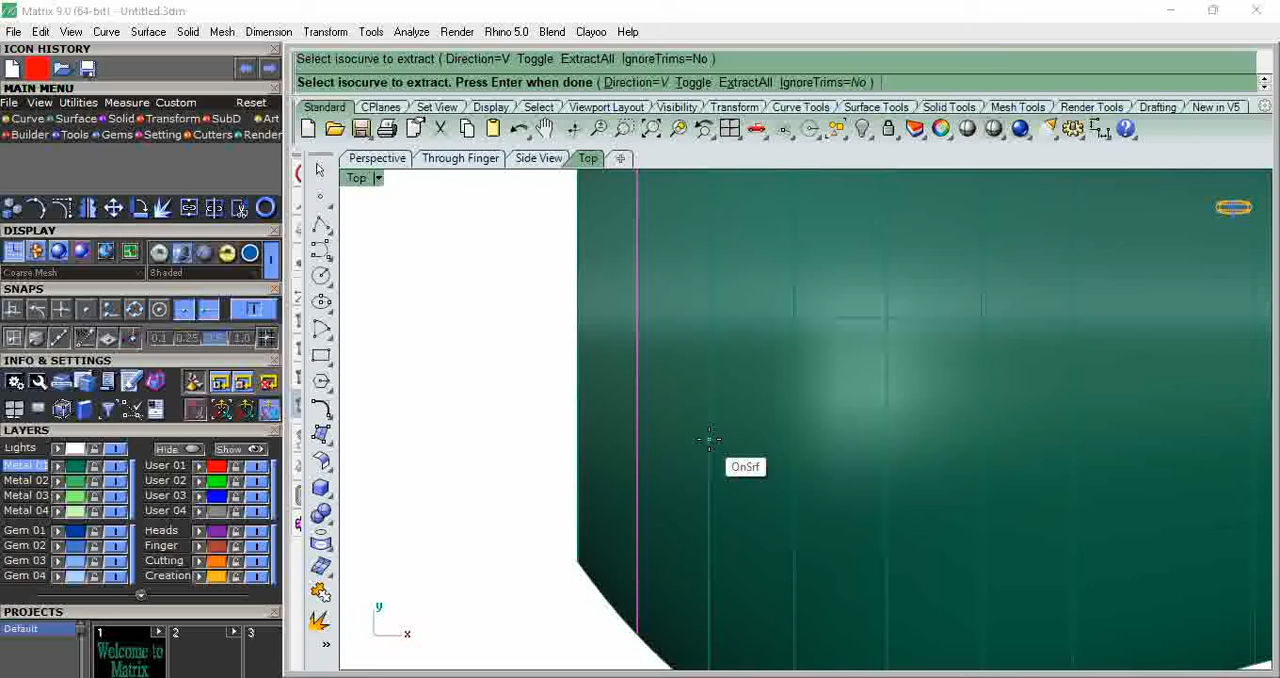 Matrix 9.0 (64-bit) - Untitled.3dm
File Edit View Curve Surface Solid Mesh Dimension Transform Tools Analyze Render Rhino 5.0 Blend Clayoo Help
ICON HISTORY
Select isocurve to extract ( Direction=V Toggle ExtractAll IgnoreTrims=No )
Select isocurve to extract. Press Enter when done ( Direction=V Toggle ExtractAll IgnoreTrims=No )
MAIN MENU
File View Utilities Measure Custom Reset
Curve Surface Solid Transform SubD Art
Builder Tools Gems Setting Cutters Render
Standard CPlanes Set View Display Select Viewport Layout Visibility Transform Curve Tools Surface Tools Solid Tools Mesh Tools Render Tools Drafting New in V5
Perspective Through Finger Side View Top
Top
DISPLAY
Coarse Mesh Shaded
SNAPS
0.1 0.25 0.5 1.0
INFO & SETTINGS
LAYERS
Lights Hide Show
Metal 01 User 01
Metal 02 User 02
Metal 03 User 03
Metal 04 User 04
Gem 01 Heads
Gem 02 Finger
Gem 03 Cutting
Gem 04 Creation
OnSrf
PROJECTS
Default
1 2 3
Welcome to
Matrix
y
x